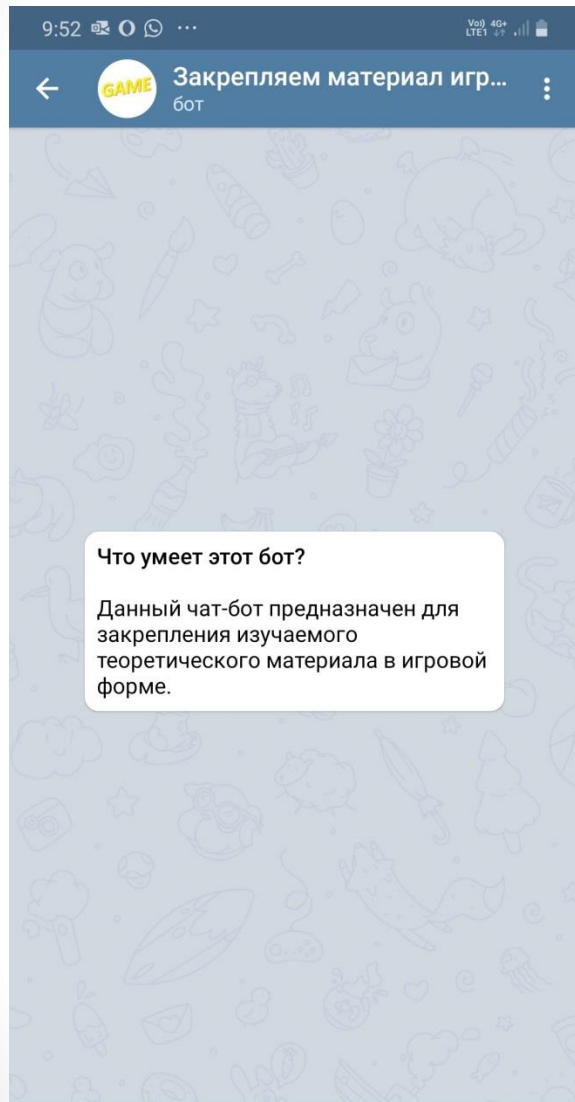 9:52
Vo)) 4G+
LTE1
GAME
Закрепляем материал игр...
бот
Что умеет этот бот?
Данный чат-бот предназначен для
закрепления изучаемого
теоретического материала в игровой
форме.